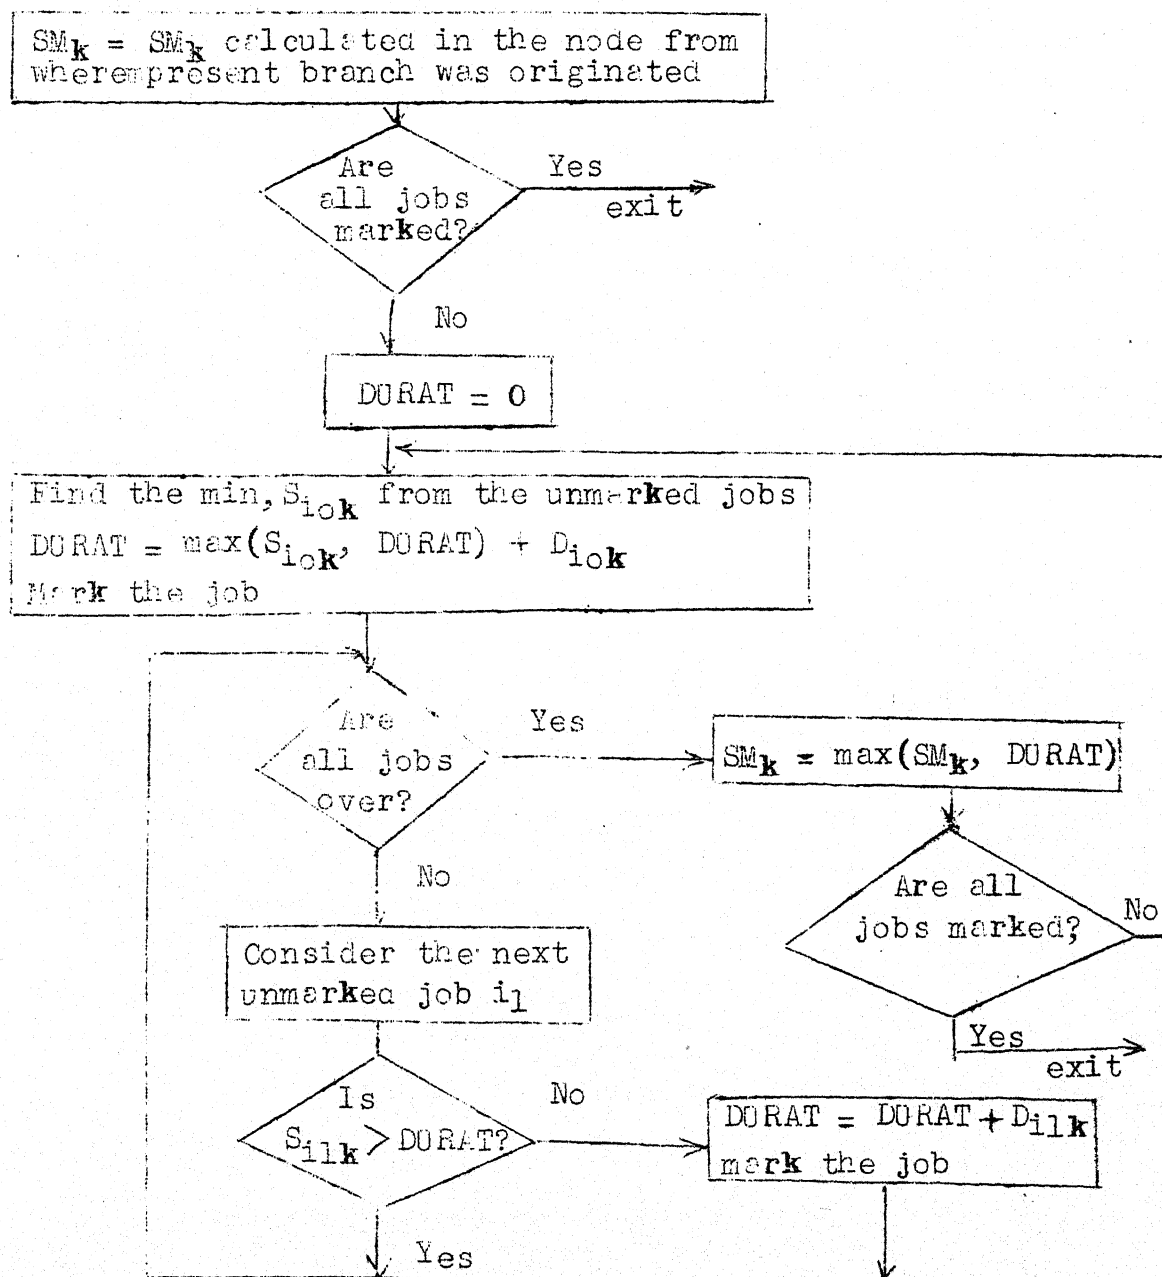 SMk = SMk calculated in the node from
where present branch was originated
Are
all jobs
marked?
Yes
exit
No
DURAT = 0
Find the min, Siok from the unmarked jobs
DURAT = max(Siok, DURAT) + Diok
Mark the job
Are
all jobs
over?
Yes
SMk = max(SMk, DURAT)
No
Are all
jobs marked?
No
Yes
exit
Consider the next
unmarked job i1
Is
Si1k > DURAT?
No
DURAT = DURAT + Di1k
mark the job
Yes